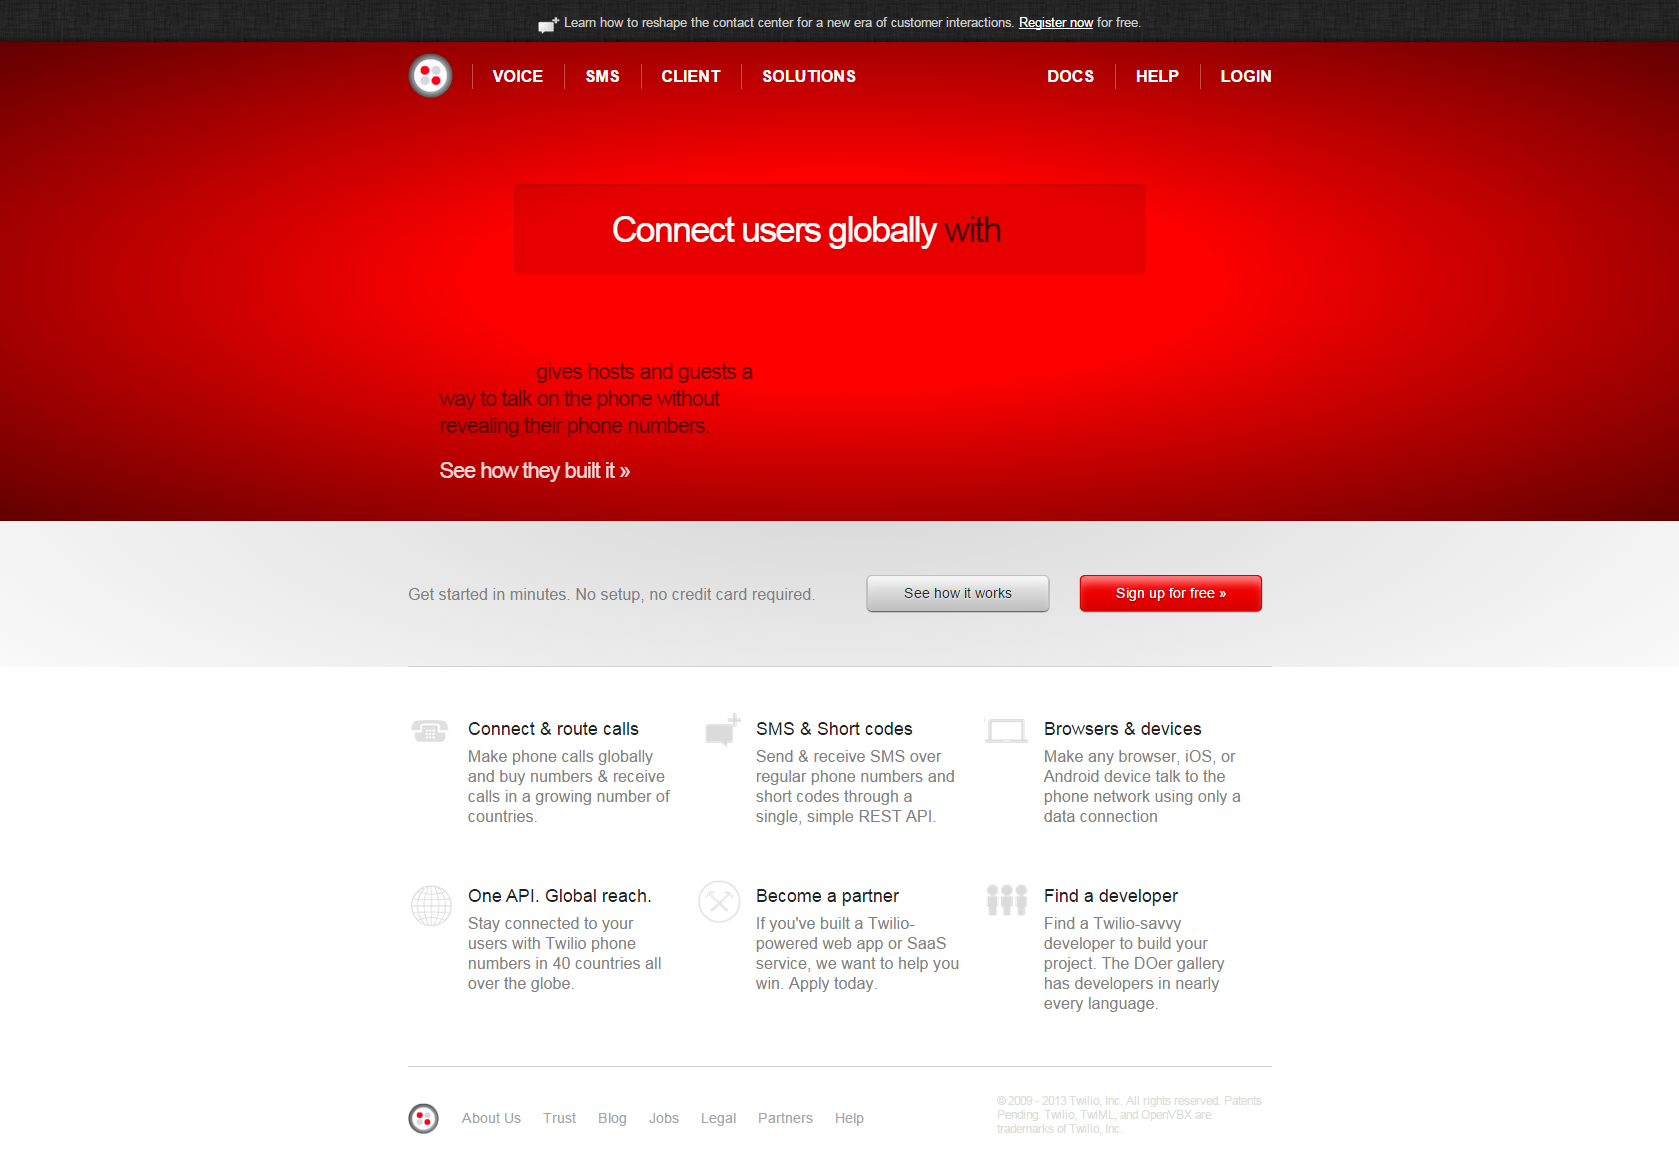 Learn how to reshape the contact center for a new era of customer interactions. Register now for free.
VOICE SMS CLIENT SOLUTIONS DOCS HELP LOGIN
Connect users globally with
gives hosts and guests a
way to talk on the phone without
revealing their phone numbers.
See how they built it »
Get started in minutes. No setup, no credit card required.
See how it works
Sign up for free »
Connect & route calls
Make phone calls globally
and buy numbers & receive
calls in a growing number of
countries.
SMS & Short codes
Send & receive SMS over
regular phone numbers and
short codes through a
single, simple REST API.
Browsers & devices
Make any browser, iOS, or
Android device talk to the
phone network using only a
data connection
One API. Global reach.
Stay connected to your
users with Twilio phone
numbers in 40 countries all
over the globe.
Become a partner
If you've built a Twilio-
powered web app or SaaS
service, we want to help you
win. Apply today.
Find a developer
Find a Twilio-savvy
developer to build your
project. The DOer gallery
has developers in nearly
every language.
About Us Trust Blog Jobs Legal Partners Help
© 2009 - 2013 Twilio, Inc. All rights reserved. Patents
Pending. Twilio, TwiML, and OpenVBX are
trademarks of Twilio, Inc.